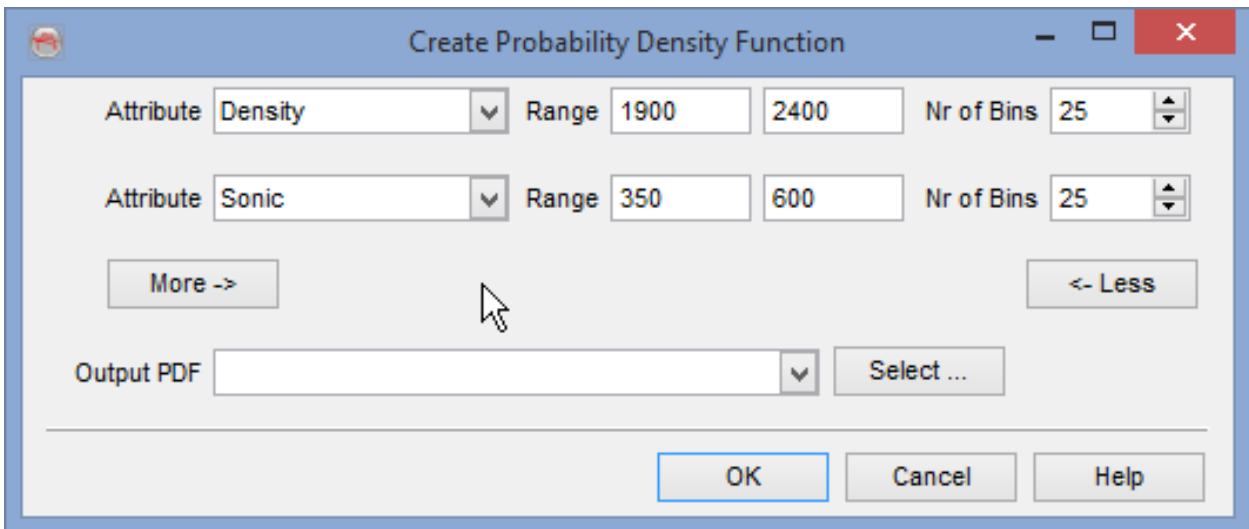 Create Probability Density Function
Attribute Density Range 1900 2400 Nr of Bins 25
Attribute Sonic Range 350 600 Nr of Bins 25
More -> <- Less
Output PDF Select ...
OK Cancel Help